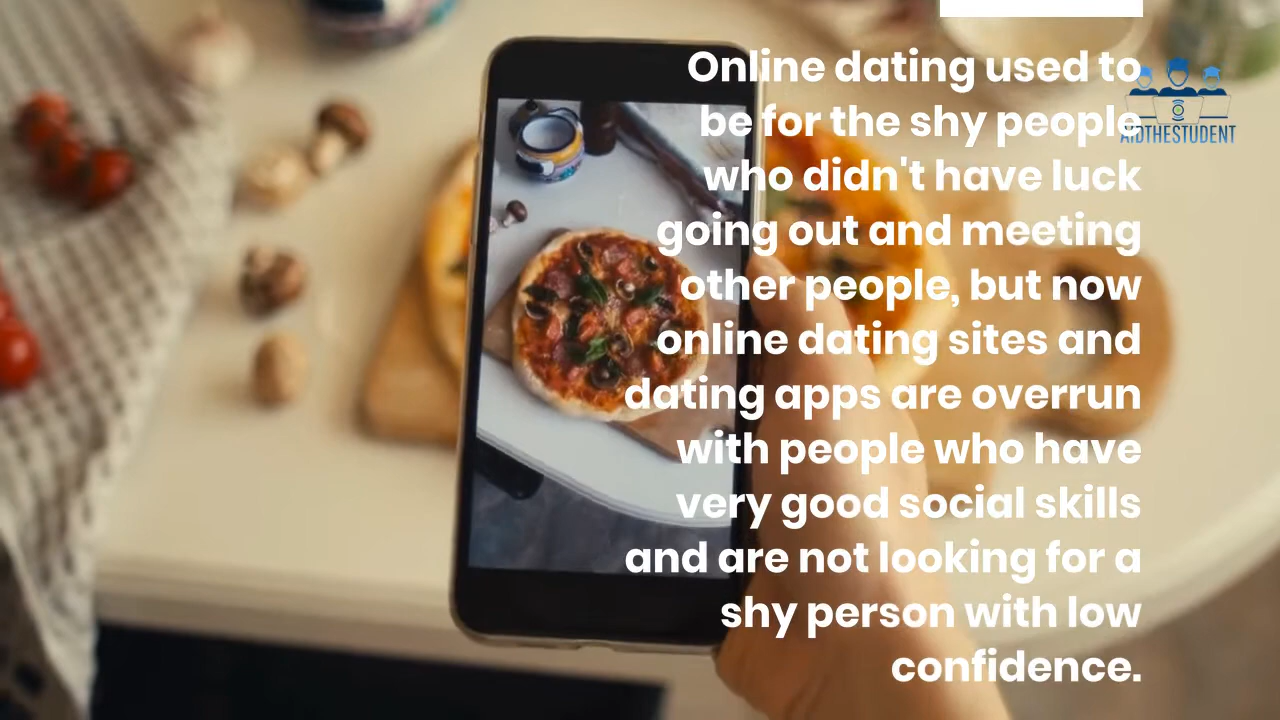 Online dating used to
be for the shy people
who didn't have luck
going out and meeting
other people, but now
online dating sites and
dating apps are overrun
with people who have
very good social skills
and are not looking for a
shy person with low
confidence.
AIDTHESTUDENT